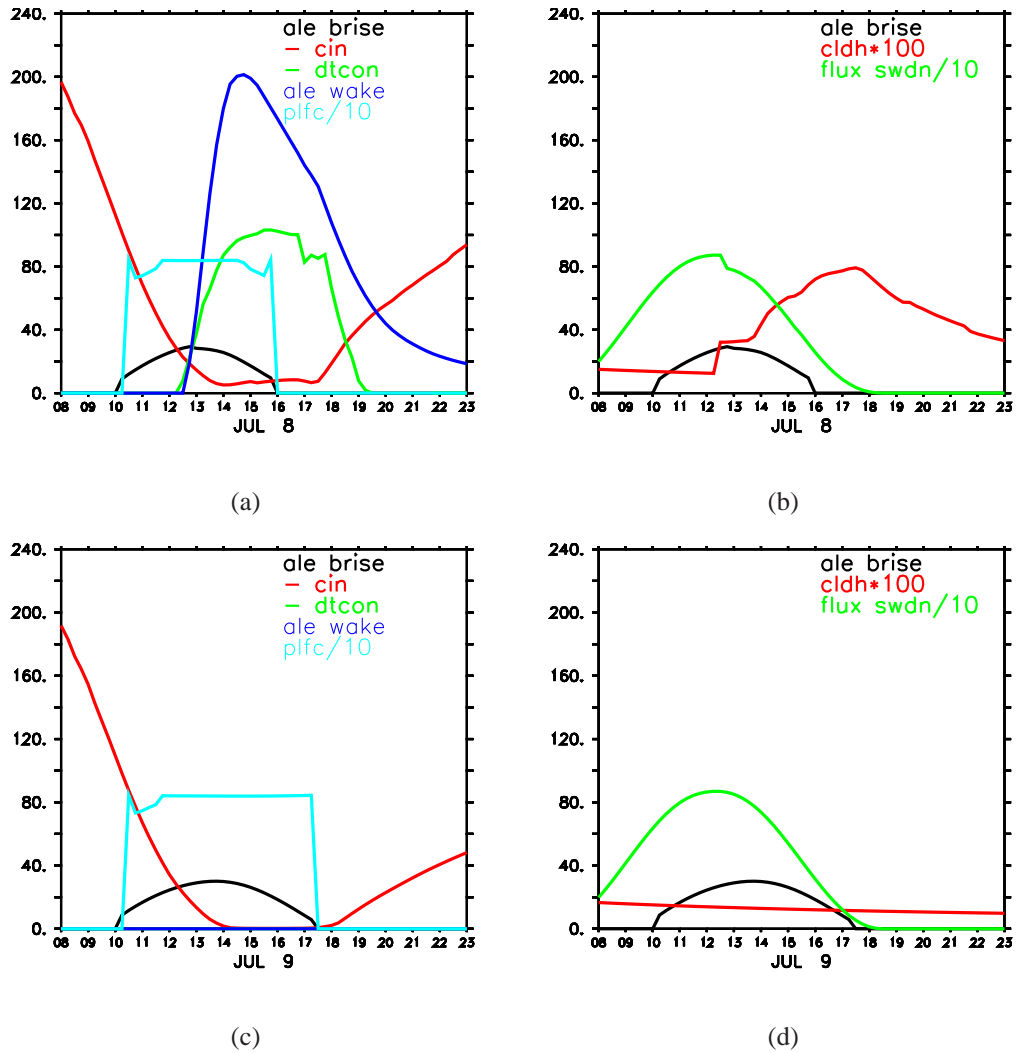 240.
200.
160.
120.
80.
40.
0.
ale brise
– cin
– dtcon
ale wake
plfc/10
08 09 10 11 12 13 14 15 16 17 18 19 20 21 22 23
JUL 8
(a)
240.
200.
160.
120.
80.
40.
0.
ale brise
cldh*100
flux swdn/10
08 09 10 11 12 13 14 15 16 17 18 19 20 21 22 23
JUL 8
(b)
240.
200.
160.
120.
80.
40.
0.
ale brise
– cin
– dtcon
ale wake
plfc/10
08 09 10 11 12 13 14 15 16 17 18 19 20 21 22 23
JUL 9
(c)
240.
200.
160.
120.
80.
40.
0.
ale brise
cldh*100
flux swdn/10
08 09 10 11 12 13 14 15 16 17 18 19 20 21 22 23
JUL 9
(d)